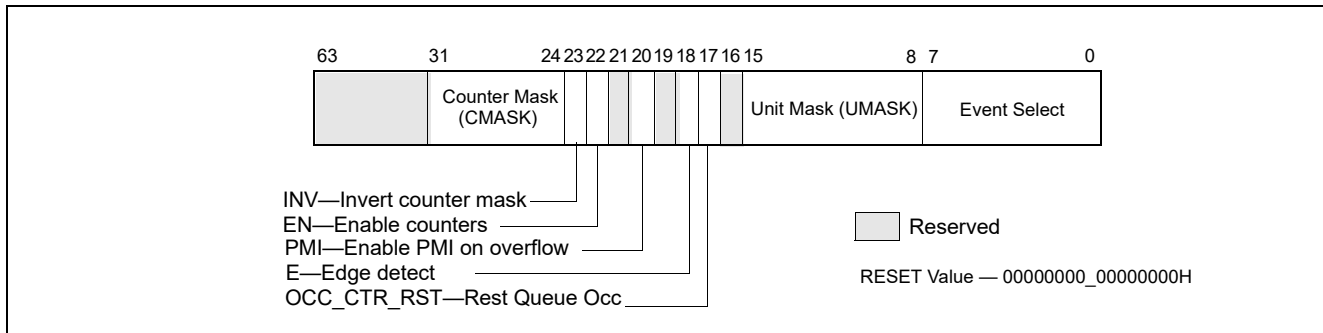 63 31 24 23 22 21 20 19 18 17 16 15 8 7 0
Counter Mask
(CMASK)
Unit Mask (UMASK)
Event Select
INV—Invert counter mask
EN—Enable counters
PMI—Enable PMI on overflow
E—Edge detect
OCC_CTR_RST—Rest Queue Occ
Reserved
RESET Value — 00000000_00000000H